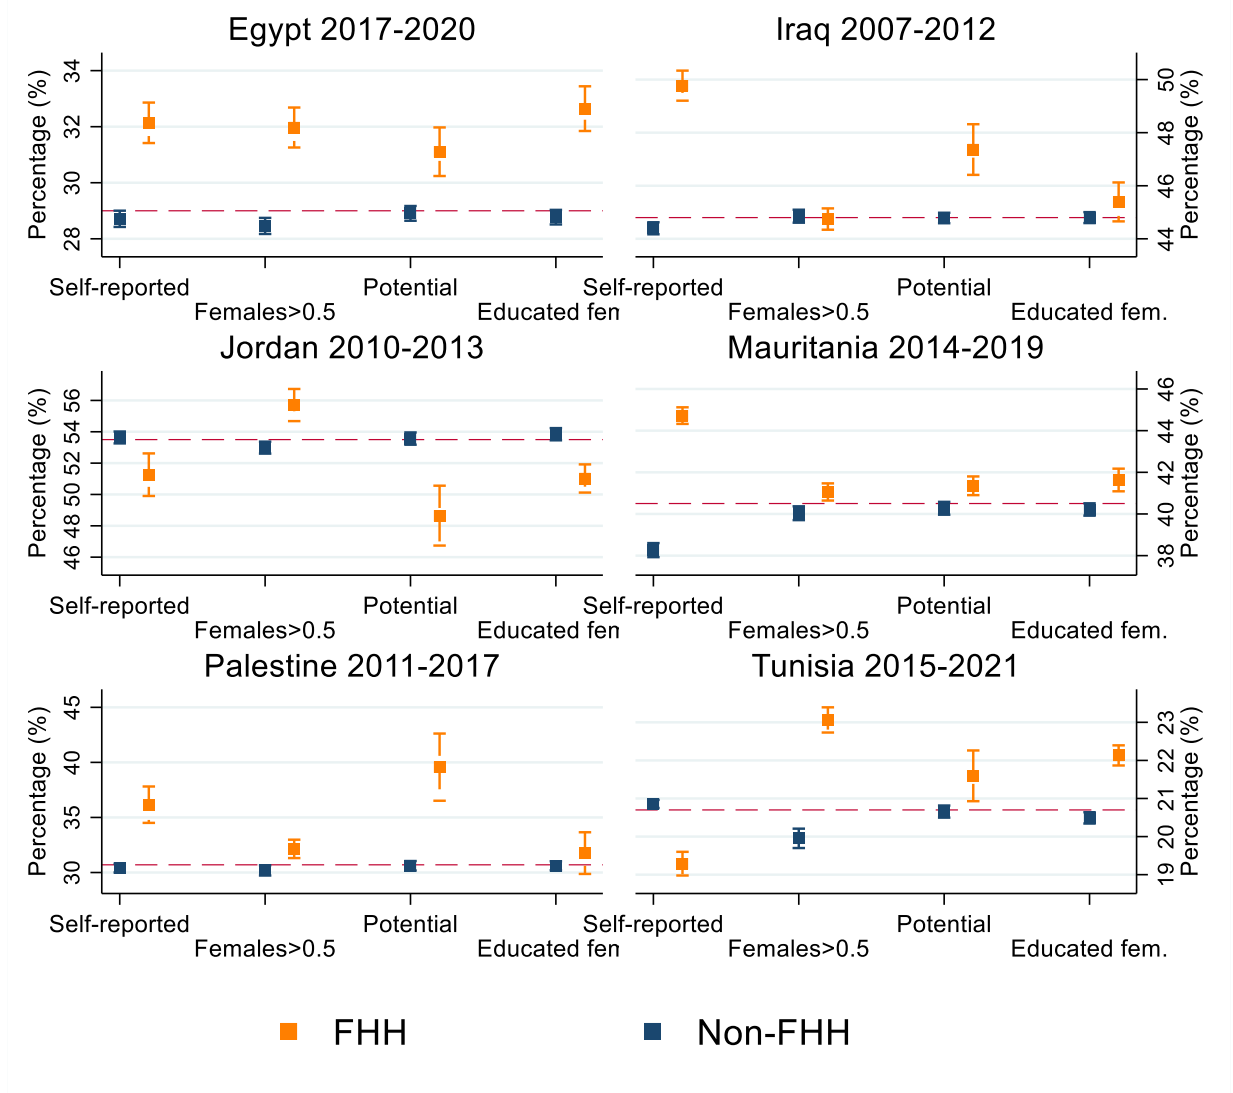 Egypt 2017-2020
Percentage (%)
34
32
30
28
Self-reported
Females>0.5
Potential
Educated fem
Iraq 2007-2012
Percentage (%)
50
48
46
44
Self-reported
Females>0.5
Potential
Educated fem.
Jordan 2010-2013
Percentage (%)
56
54
52
50
48
46
Self-reported
Females>0.5
Potential
Educated fem
Mauritania 2014-2019
Percentage (%)
46
44
42
40
38
Self-reported
Females>0.5
Potential
Educated fem.
Palestine 2011-2017
Percentage (%)
45
40
35
30
Self-reported
Females>0.5
Potential
Educated fem
Tunisia 2015-2021
Percentage (%)
23
22
21
20
19
Self-reported
Females>0.5
Potential
Educated fem.
FHH
Non-FHH